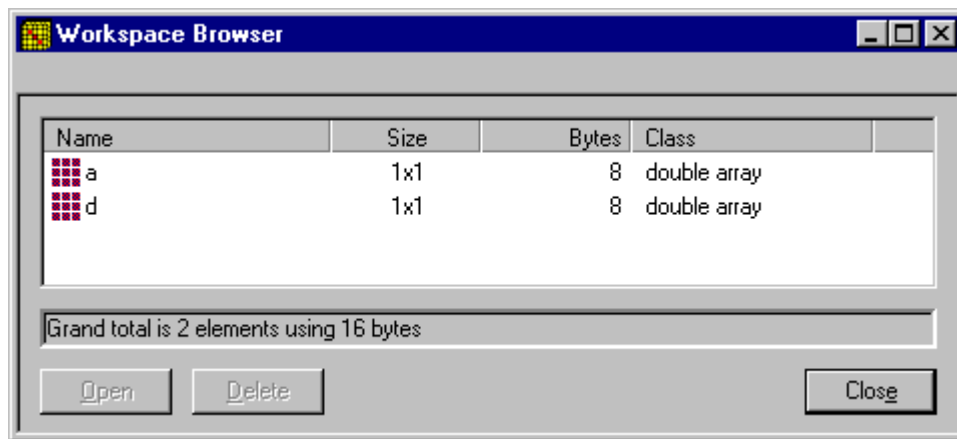 Workspace Browser
Name Size Bytes Class
a 1x1 8 double array
d 1x1 8 double array
Grand total is 2 elements using 16 bytes
Open Delete Close